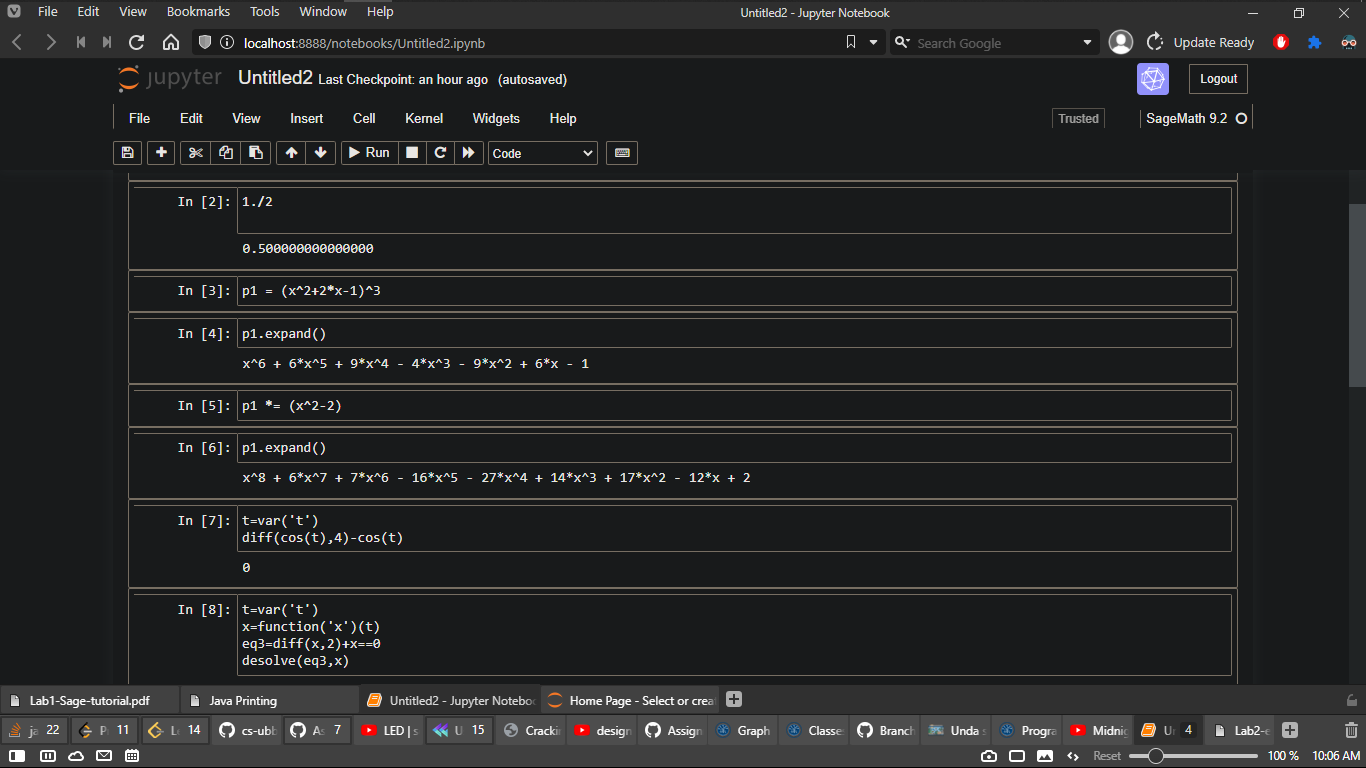 File Edit View Bookmarks Tools Window Help
Untitled2 - Jupyter Notebook
localhost:8888/notebooks/Untitled2.ipynb
Search Google
Update Ready
jupyter Untitled2 Last Checkpoint: an hour ago (autosaved)
Logout
File Edit View Insert Cell Kernel Widgets Help
Trusted
SageMath 9.2
Run
Code
In [2]: 1./2
0.500000000000000
In [3]: p1 = (x^2+2*x-1)^3
In [4]: p1.expand()
x^6 + 6*x^5 + 9*x^4 - 4*x^3 - 9*x^2 + 6*x - 1
In [5]: p1 *= (x^2-2)
In [6]: p1.expand()
x^8 + 6*x^7 + 7*x^6 - 16*x^5 - 27*x^4 + 14*x^3 + 17*x^2 - 12*x + 2
In [7]: t=var('t')
diff(cos(t),4)-cos(t)
0
In [8]: t=var('t')
x=function('x')(t)
eq3=diff(x,2)+x==0
desolve(eq3,x)
Lab1-Sage-tutorial.pdf Java Printing Untitled2 - Jupyter Noteboo Home Page - Select or crea
ja 22 P 11 L 14 cs-ubb As 7 LED | s U 15 Crackin design Assign Graph Classe Branch Unda s Progra Midnig Un 4 Lab2-e
Reset 100 % 10:06 AM